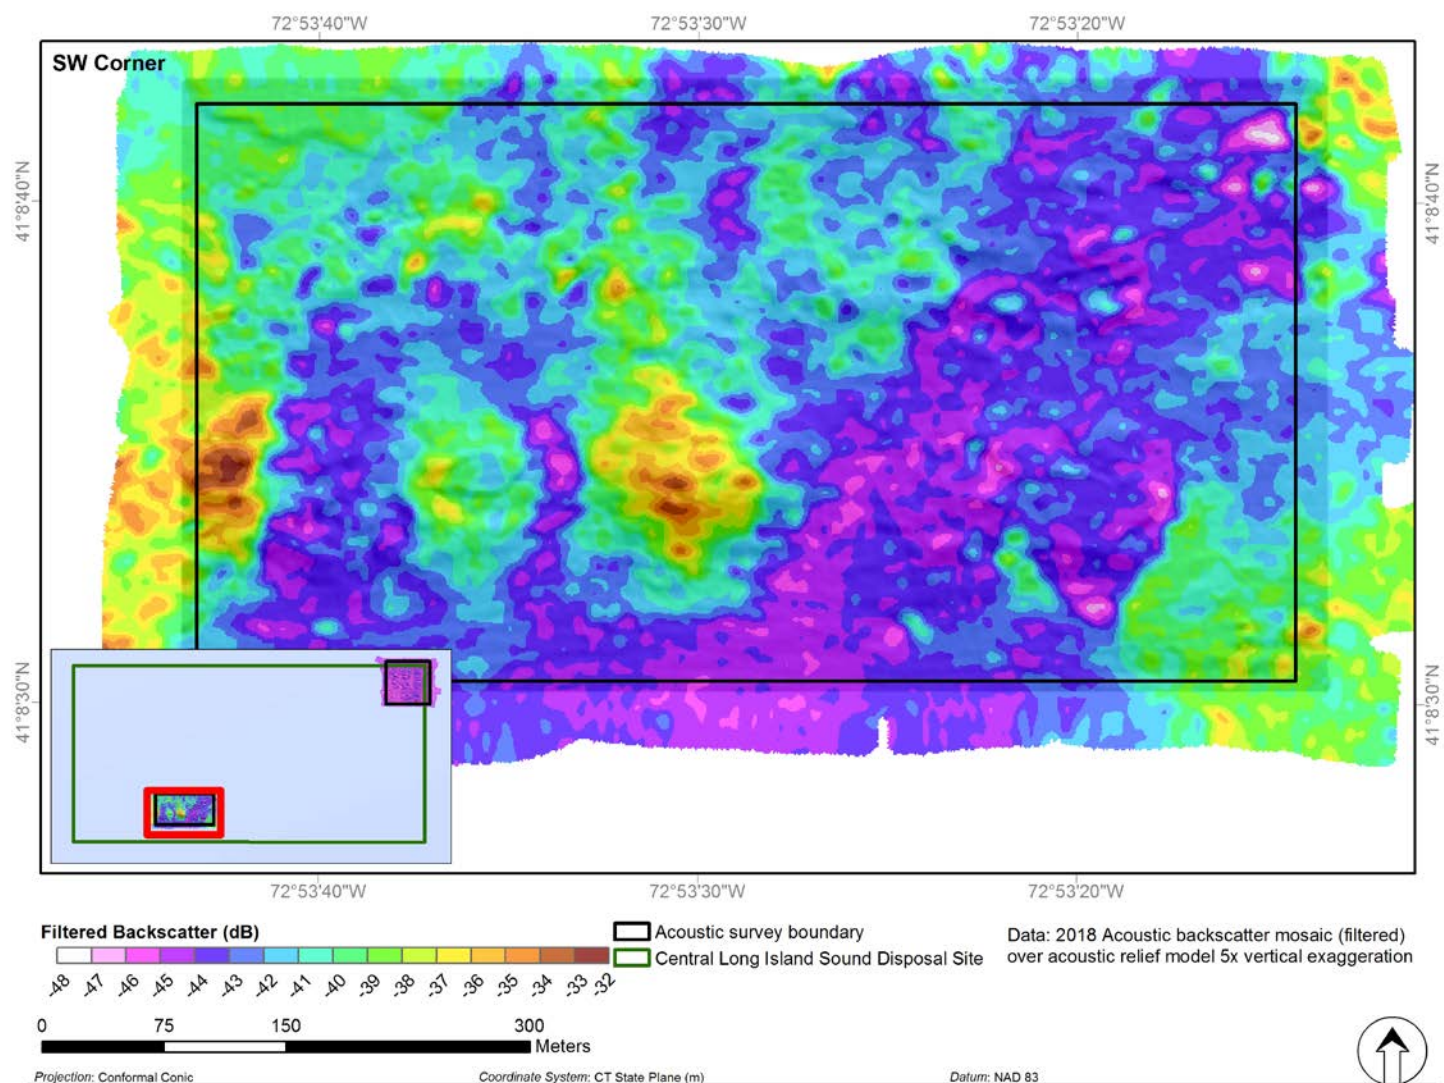 72°53'40"W 72°53'30"W 72°53'20"W
SW Corner
41°8'40"N 41°8'40"N
41°8'30"N 41°8'30"N
72°53'40"W 72°53'30"W 72°53'20"W
Filtered Backscatter (dB)
-48 -47 -46 -45 -44 -43 -42 -41 -40 -39 -38 -37 -36 -35 -34 -33 -32
Acoustic survey boundary
Central Long Island Sound Disposal Site
Data: 2018 Acoustic backscatter mosaic (filtered)
over acoustic relief model 5x vertical exaggeration
0 75 150 300
Meters
Projection: Conformal Conic Coordinate System: CT State Plane (m) Datum: NAD 83